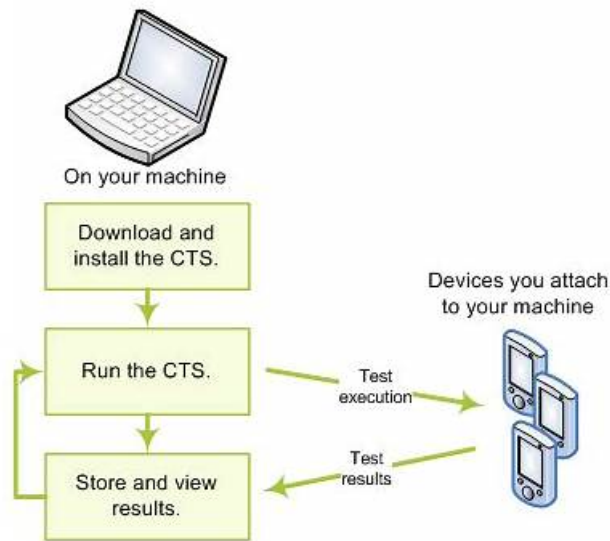 On your machine
Download and
install the CTS.
Devices you attach
to your machine
Run the CTS.
Test
execution
Test
results
Store and view
results.